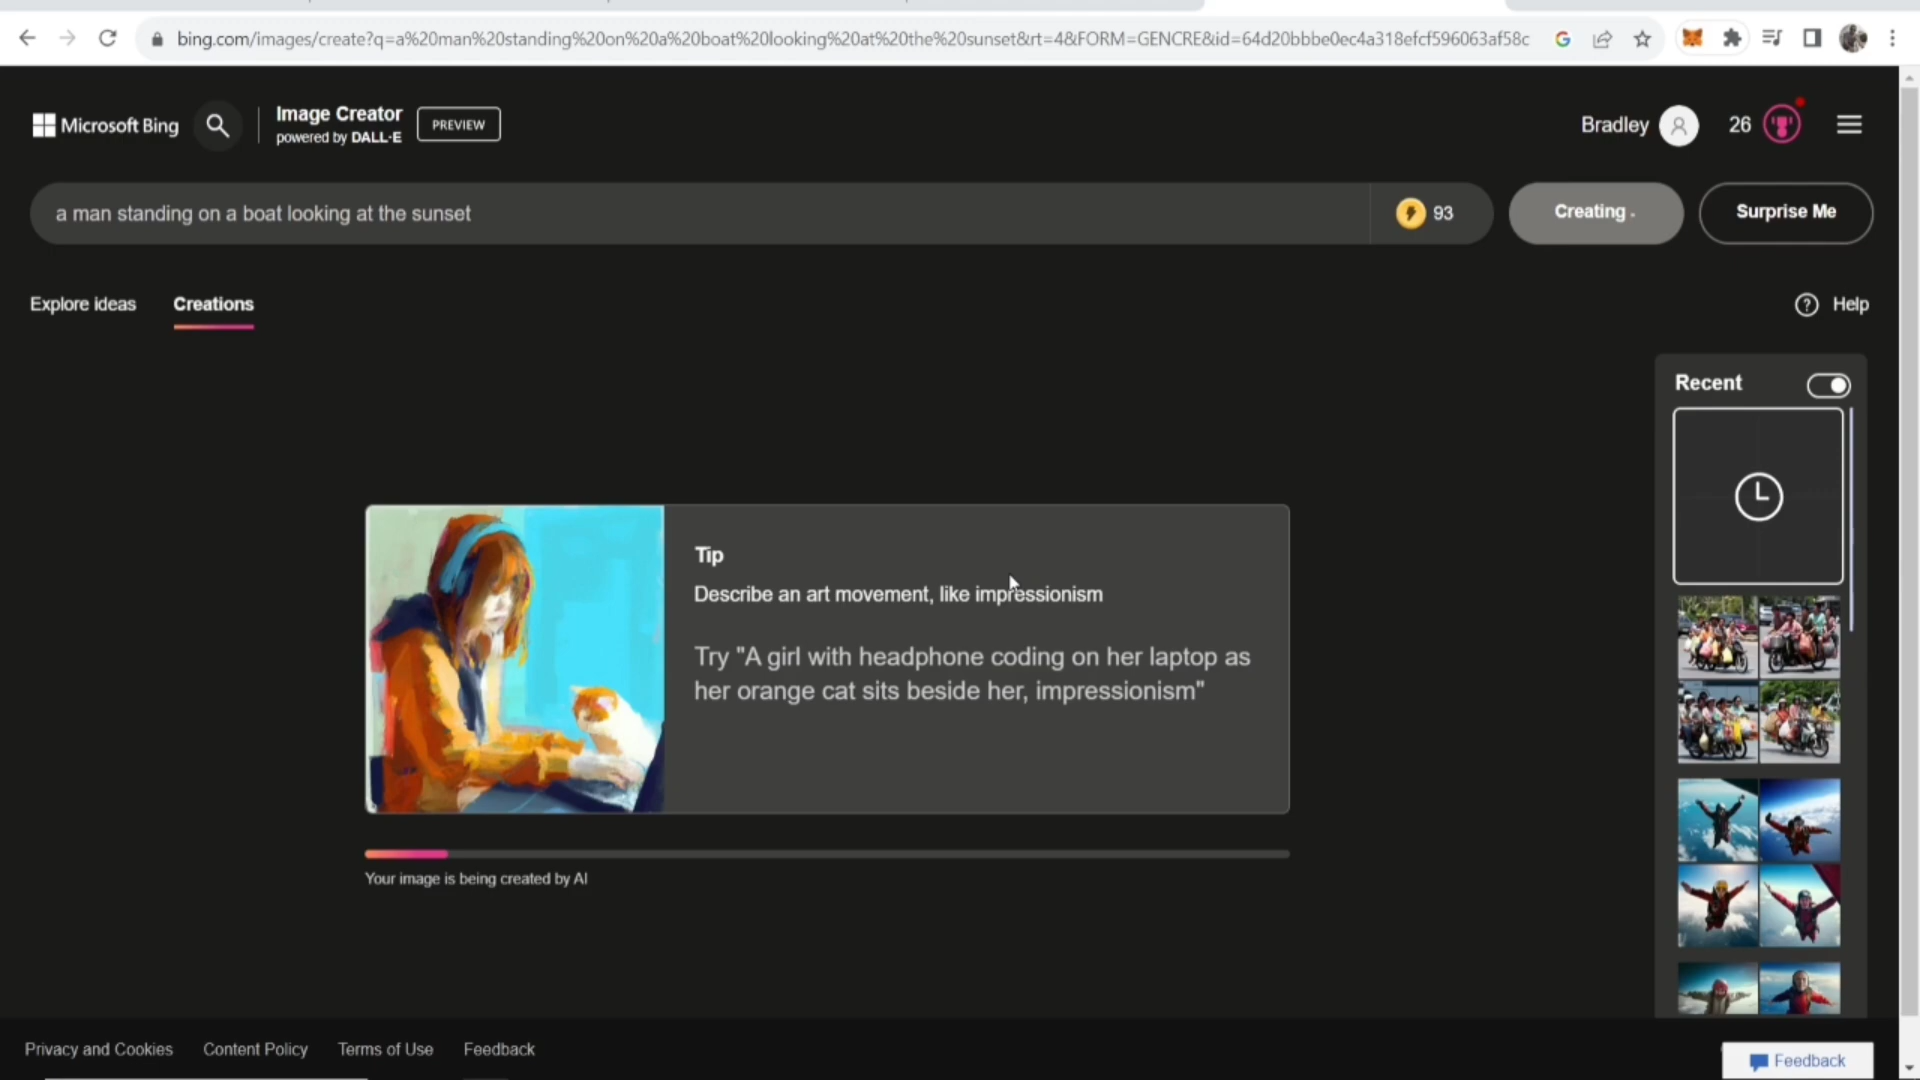 bing.com/images/create?q=a%20man%20standing%20on%20a%20boat%20looking%20at%20the%20sunset&rt=4&FORM=GENCRE&id=64d20bbbe0ec4a318efcf596063af58c
Microsoft Bing
Image Creator
powered by DALL·E
PREVIEW
Bradley
26
a man standing on a boat looking at the sunset
93
Creating .
Surprise Me
Explore ideas
Creations
Help
Recent
Tip
Describe an art movement, like impressionism
Try "A girl with headphone coding on her laptop as
her orange cat sits beside her, impressionism"
Your image is being created by AI
Privacy and Cookies
Content Policy
Terms of Use
Feedback
Feedback